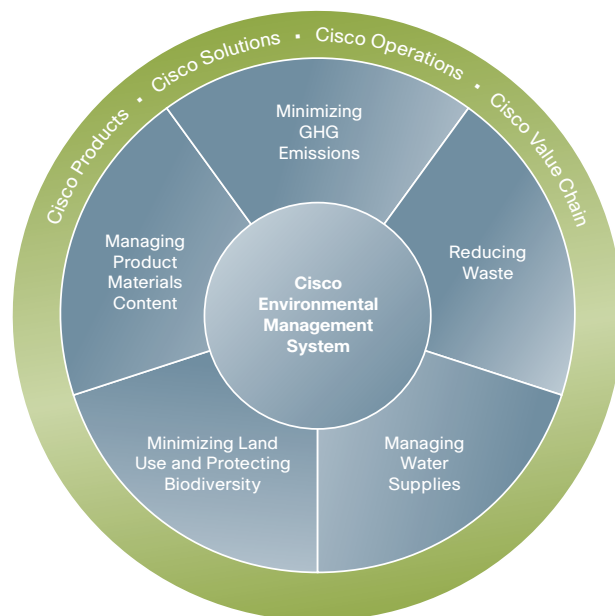 Cisco Products • Cisco Solutions • Cisco Operations • Cisco Value Chain
Minimizing
GHG
Emissions
Reducing
Waste
Managing
Water
Supplies
Minimizing Land
Use and Protecting
Biodiversity
Managing
Product
Materials
Content
Cisco
Environmental
Management
System